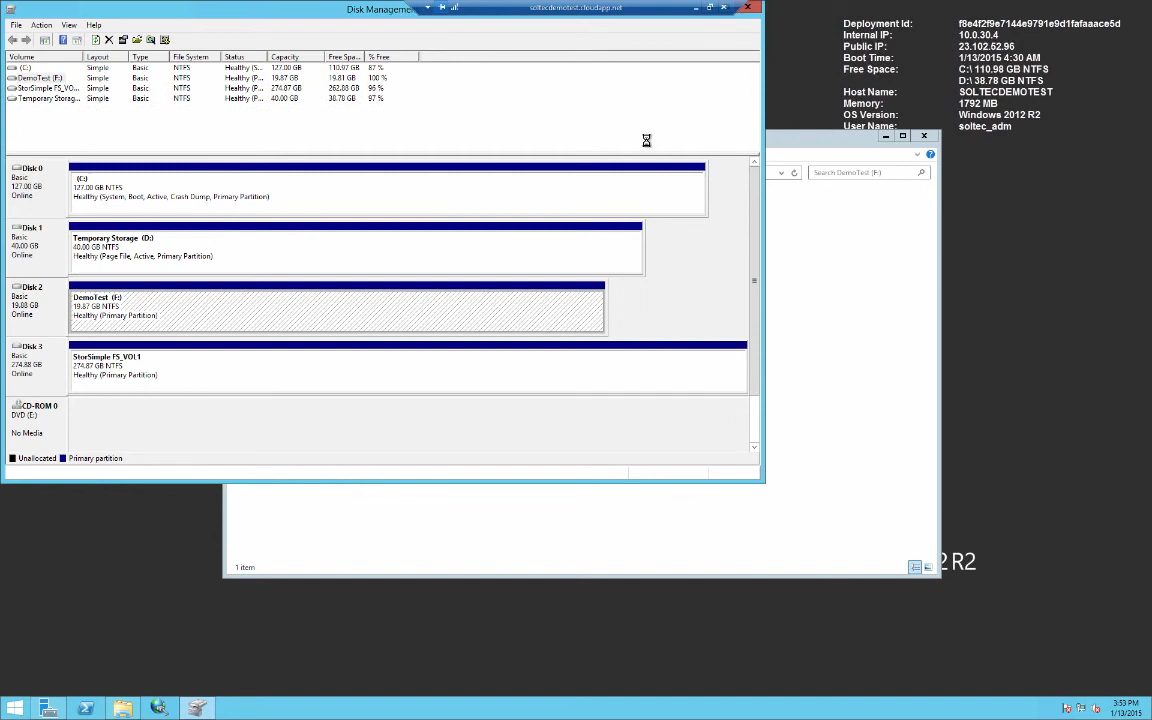 Disk Management
soltecdemotest.cloudapp.net
File Action View Help
Volume Layout Type File System Status Capacity Free Spa... % Free
(C:) Simple Basic NTFS Healthy (S... 127.00 GB 110.97 GB 87 %
DemoTest (F:) Simple Basic NTFS Healthy (P... 19.87 GB 19.81 GB 100 %
StorSimple FS_VO... Simple Basic NTFS Healthy (P... 274.87 GB 262.88 GB 96 %
Temporary Storag... Simple Basic NTFS Healthy (P... 40.00 GB 38.78 GB 97 %
Disk 0
Basic
127.00 GB
Online
(C:)
127.00 GB NTFS
Healthy (System, Boot, Active, Crash Dump, Primary Partition)
Disk 1
Basic
40.00 GB
Online
Temporary Storage (D:)
40.00 GB NTFS
Healthy (Page File, Active, Primary Partition)
Disk 2
Basic
19.88 GB
Online
DemoTest (F:)
19.87 GB NTFS
Healthy (Primary Partition)
Disk 3
Basic
274.88 GB
Online
StorSimple FS_VOL1
274.87 GB NTFS
Healthy (Primary Partition)
CD-ROM 0
DVD (E:)
No Media
Unallocated Primary partition
Search DemoTest (F:)
1 item
Deployment Id: f8e4f2f9e7144e9791e9d1fafaaace5d
Internal IP: 10.0.30.4
Public IP: 23.102.62.96
Boot Time: 1/13/2015 4:30 AM
Free Space: C:\ 110.98 GB NTFS
D:\ 38.78 GB NTFS
Host Name: SOLTECDEMOTEST
Memory: 1792 MB
OS Version: Windows 2012 R2
User Name: soltec_adm
2 R2
3:53 PM
1/13/2015